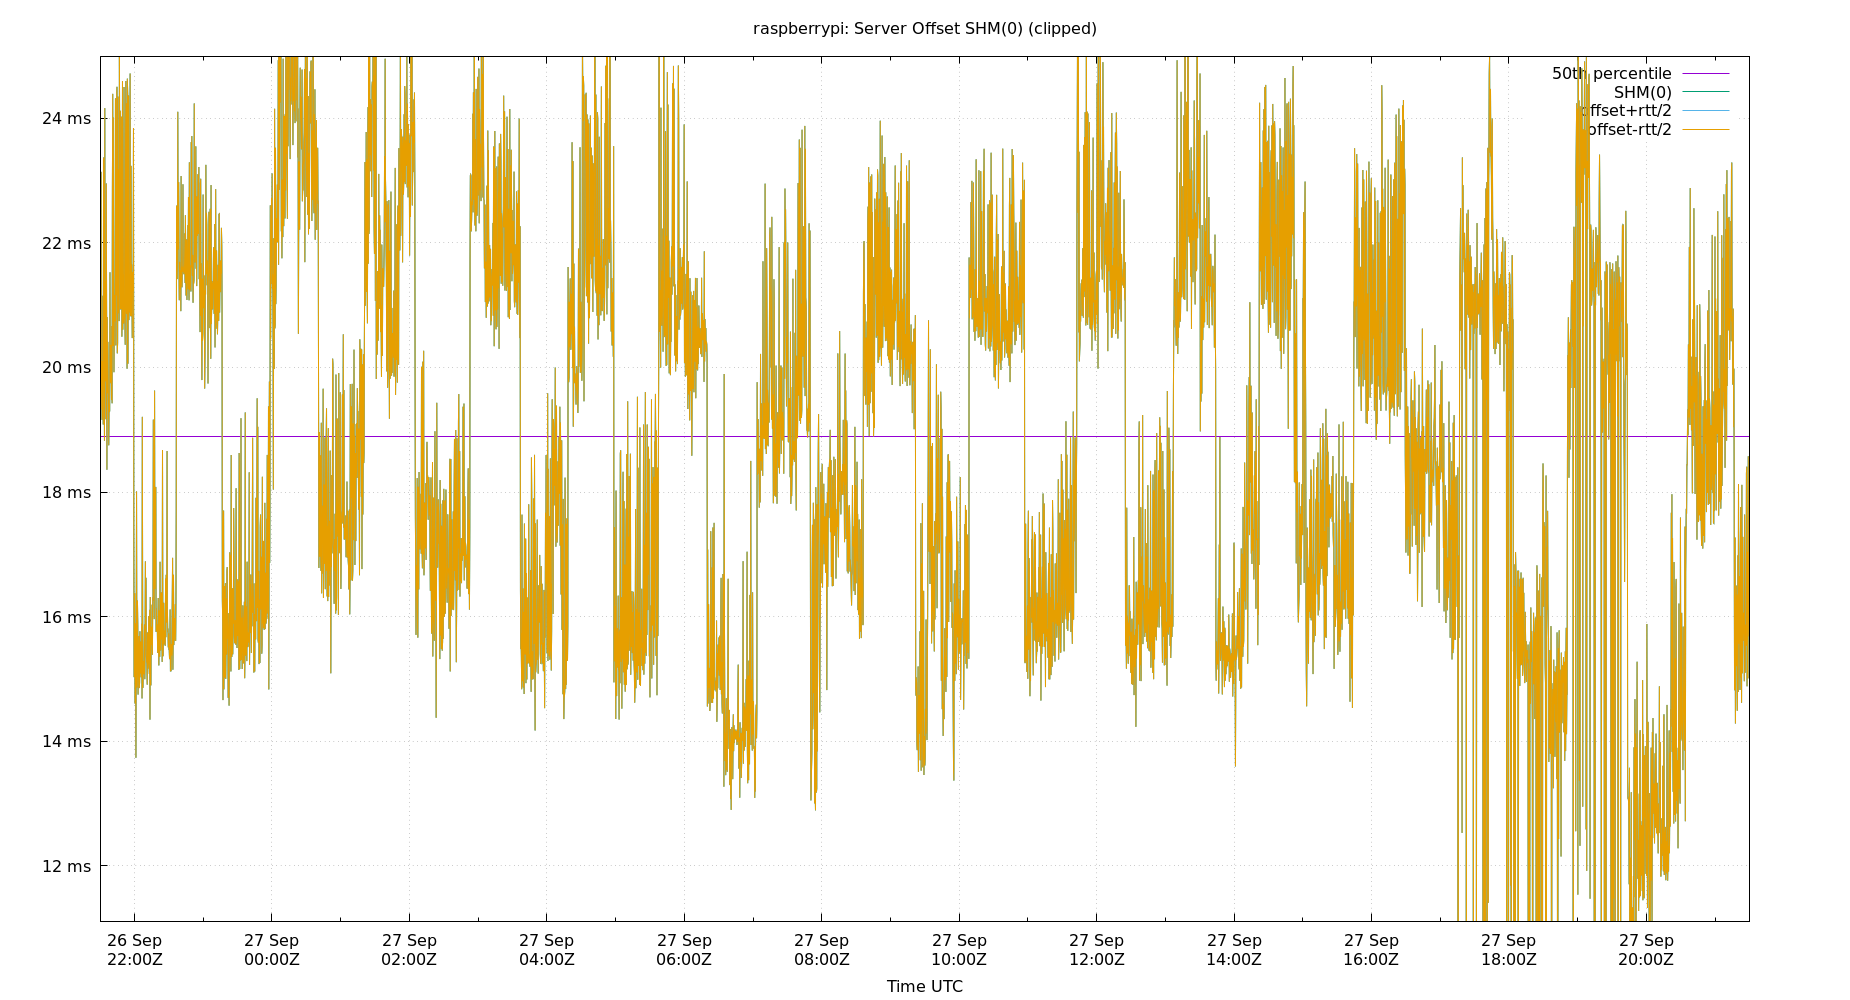 raspberrypi: Server Offset SHM(0) (clipped)
50th percentile
SHM(0)
offset+rtt/2
offset-rtt/2
24 ms
22 ms
20 ms
18 ms
16 ms
14 ms
12 ms
26 Sep 27 Sep 27 Sep 27 Sep 27 Sep 27 Sep 27 Sep 27 Sep 27 Sep 27 Sep 27 Sep 27 Sep
22:00Z 00:00Z 02:00Z 04:00Z 06:00Z 08:00Z 10:00Z 12:00Z 14:00Z 16:00Z 18:00Z 20:00Z
Time UTC